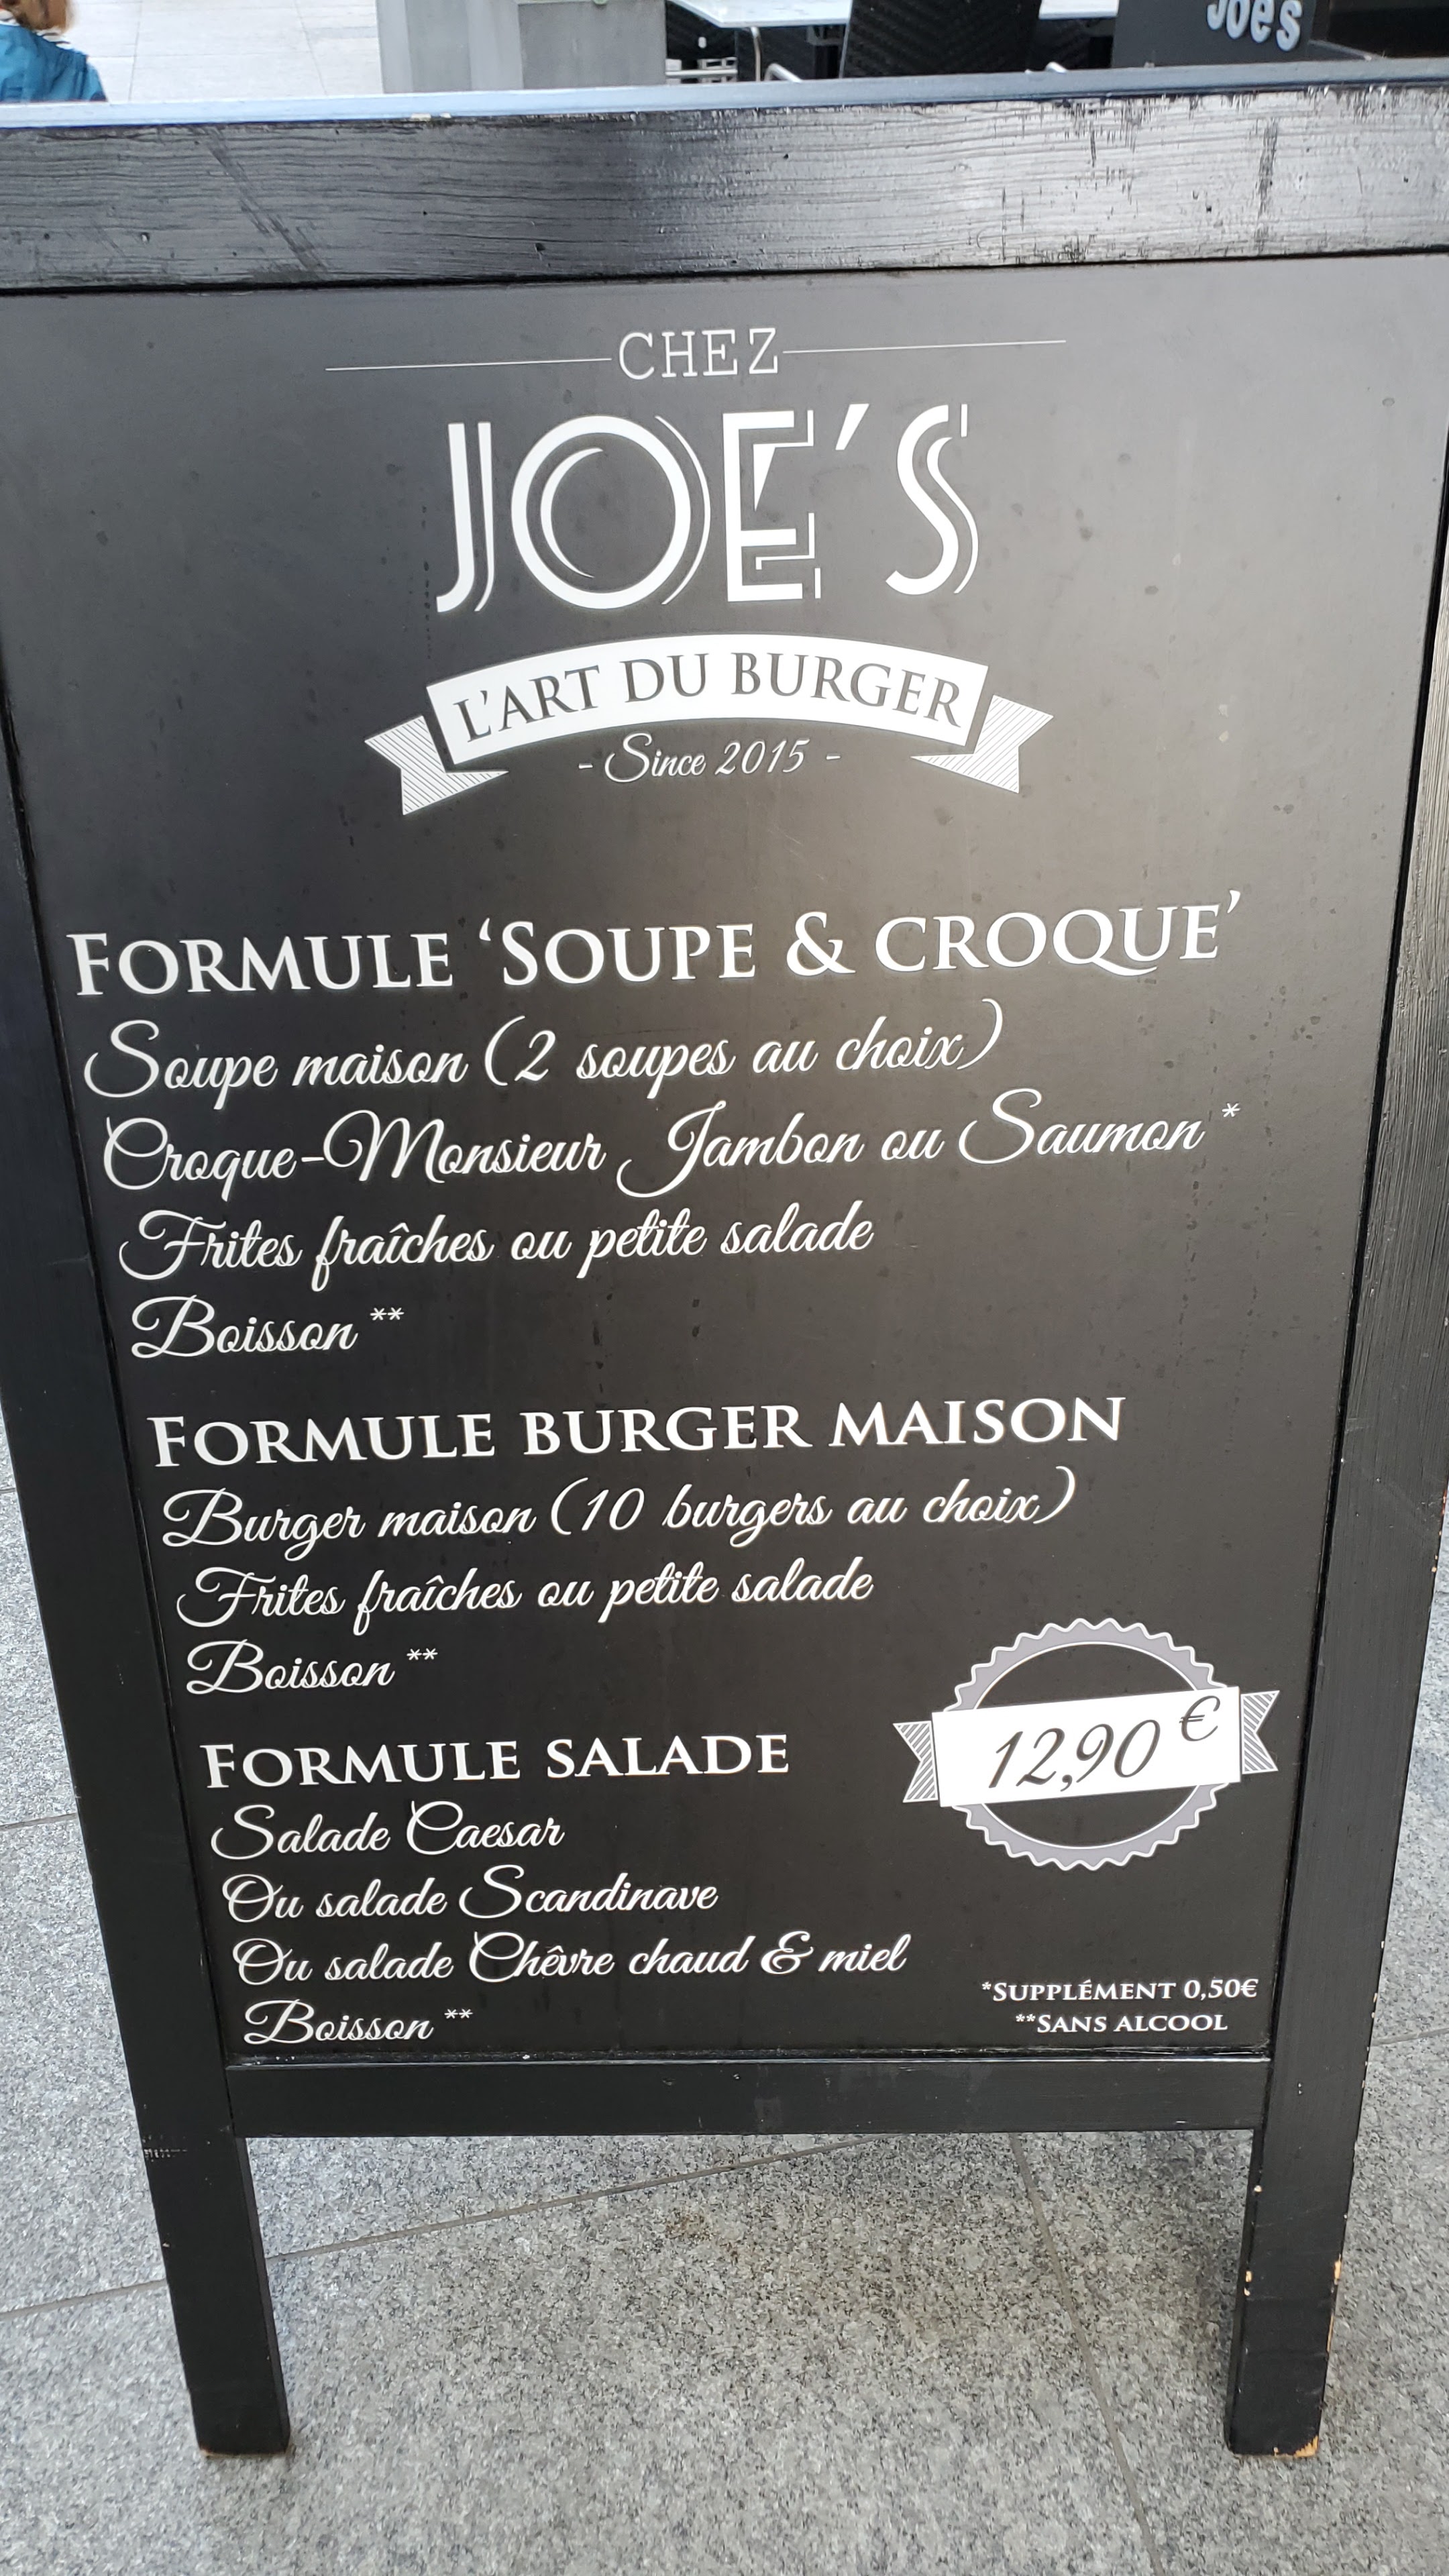 Joes
CHEZ
JOE'S
L'ART DU BURGER
- Since 2015 -
FORMULE ‘SOUPE & CROQUE’
Soupe maison (2 soupes au choix)
Croque-Monsieur Jambon ou Saumon *
Frites fraîches ou petite salade
Boisson **
FORMULE BURGER MAISON
Burger maison (10 burgers au choix)
Frites fraîches ou petite salade
Boisson **
12,90 €
FORMULE SALADE
Salade Caesar
Ou salade Scandinave
Ou salade Chêvre chaud & miel
Boisson **
*SUPPLÉMENT 0,50€
**SANS ALCOOL